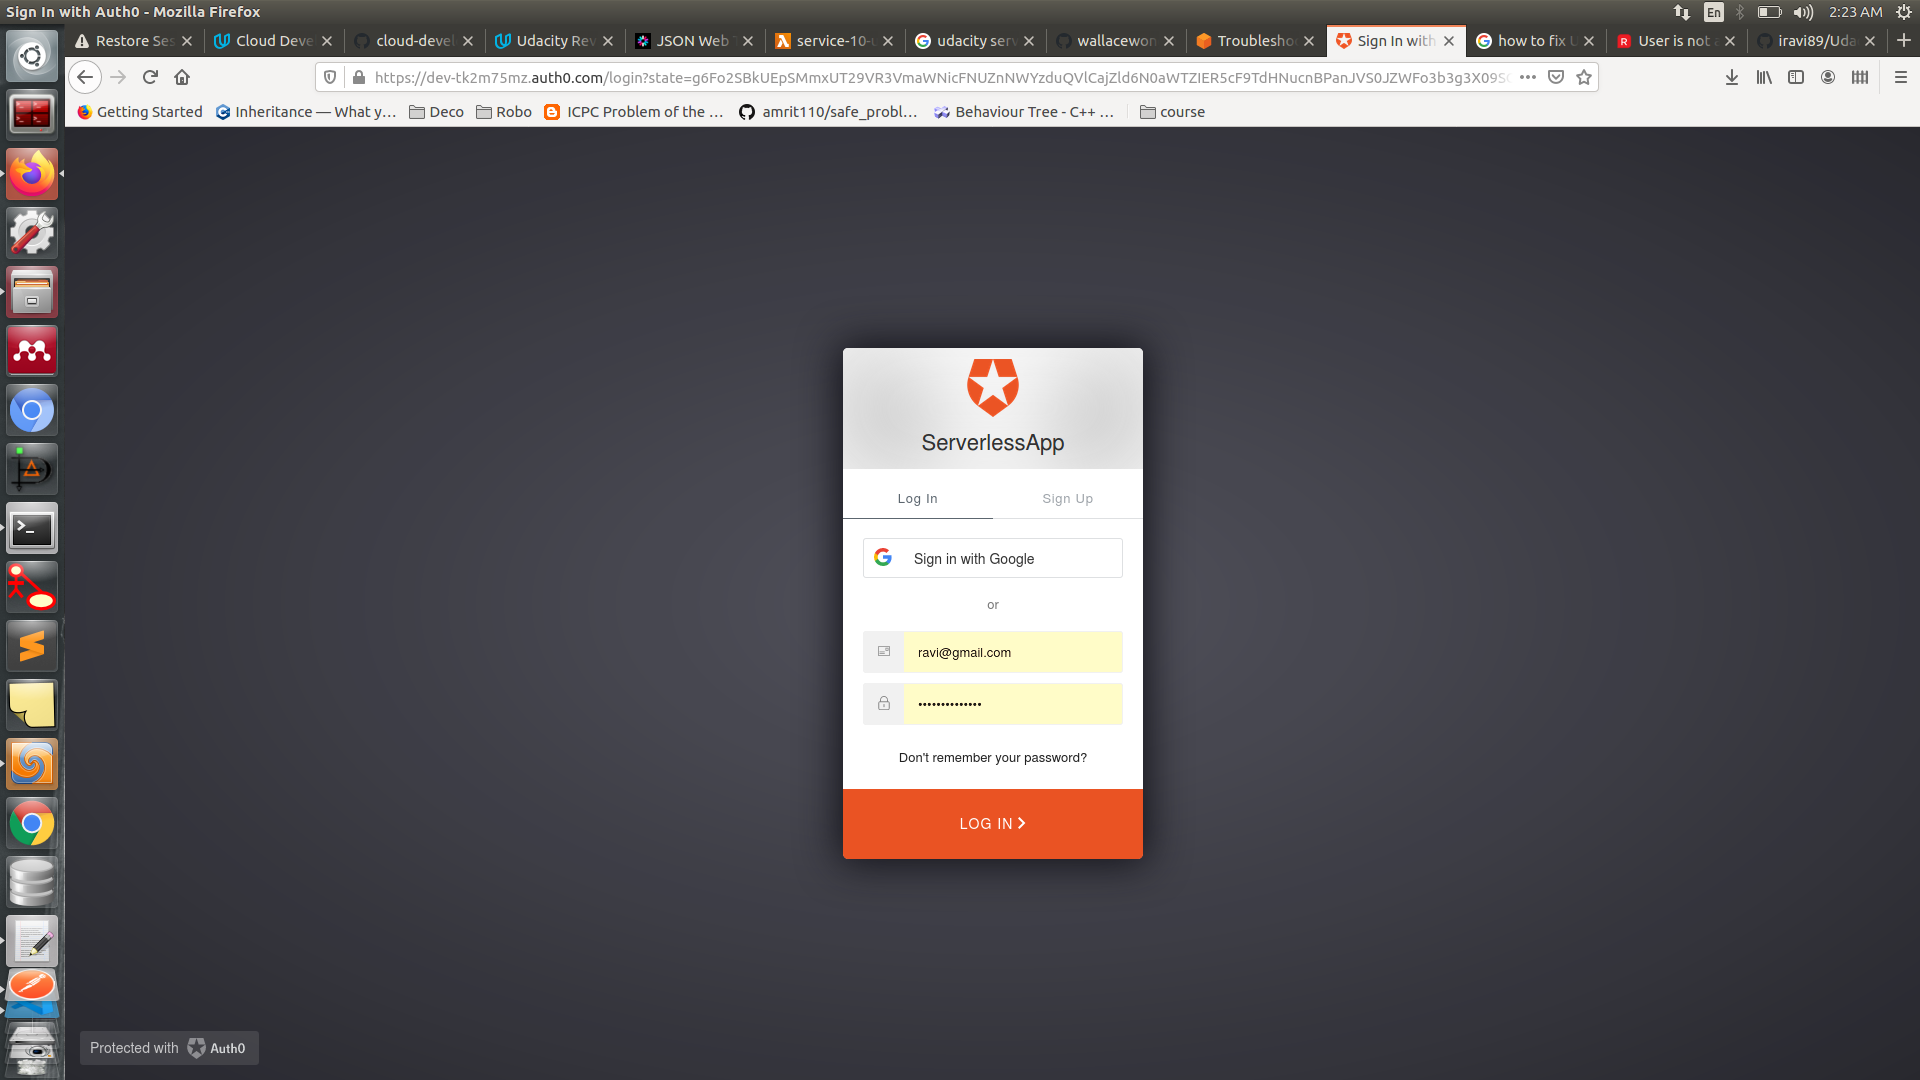 Sign In with Auth0 - Mozilla Firefox
En
2:23 AM
Restore Ses
Cloud Deve
cloud-devel
Udacity Rev
JSON Web T
service-10-u
udacity serv
wallacewon
Troubleshoo
Sign In with
how to fix U
User is not a
iravi89/Uda
https://dev-tk2m75mz.auth0.com/login?state=
Getting Started
Inheritance — What y...
Deco
Robo
ICPC Problem of the ...
amrit110/safe_probl...
Behaviour Tree - C++ ...
course
ServerlessApp
Log In
Sign Up
Sign in with Google
or
ravi@gmail.com
••••••••••••••
Don't remember your password?
LOG IN
Protected with Auth0